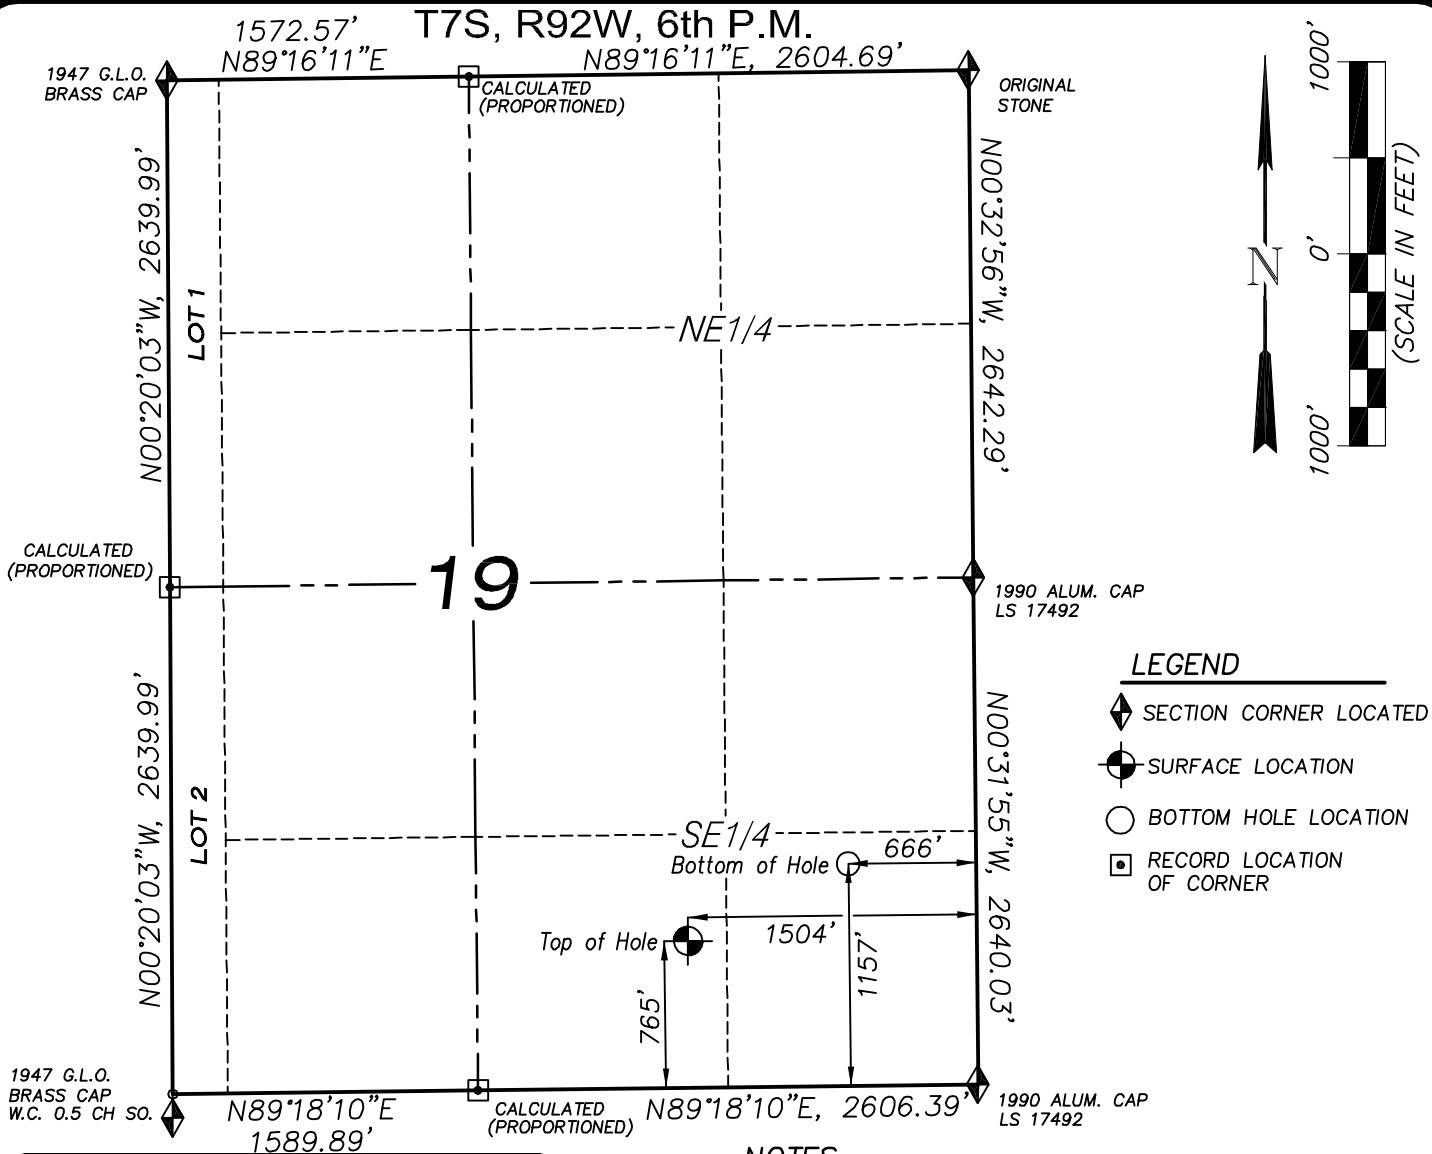 T7S, R92W, 6th P.M.
1572.57'
N89°16'11"E
N89°16'11"E, 2604.69'
1947 G.L.O.
BRASS CAP
CALCULATED
(PROPORTIONED)
ORIGINAL
STONE
N00°20'03"W, 2639.99'
LOT 1
NE1/4
N00°32'56"W, 2642.29'
N
1000'
0'
1000'
(SCALE IN FEET)
CALCULATED
(PROPORTIONED)
19
1990 ALUM. CAP
LS 17492
LEGEND
SECTION CORNER LOCATED
SURFACE LOCATION
BOTTOM HOLE LOCATION
RECORD LOCATION
OF CORNER
N00°20'03"W, 2639.99'
LOT 2
SE1/4
Bottom of Hole
666'
Top of Hole
1504'
765'
1157'
N00°31'55"W, 2640.03'
1947 G.L.O.
BRASS CAP
W.C. 0.5 CH SO.
N89°18'10"E
1589.89'
CALCULATED
(PROPORTIONED)
N89°18'10"E, 2606.39'
1990 ALUM. CAP
LS 17492
NOTES